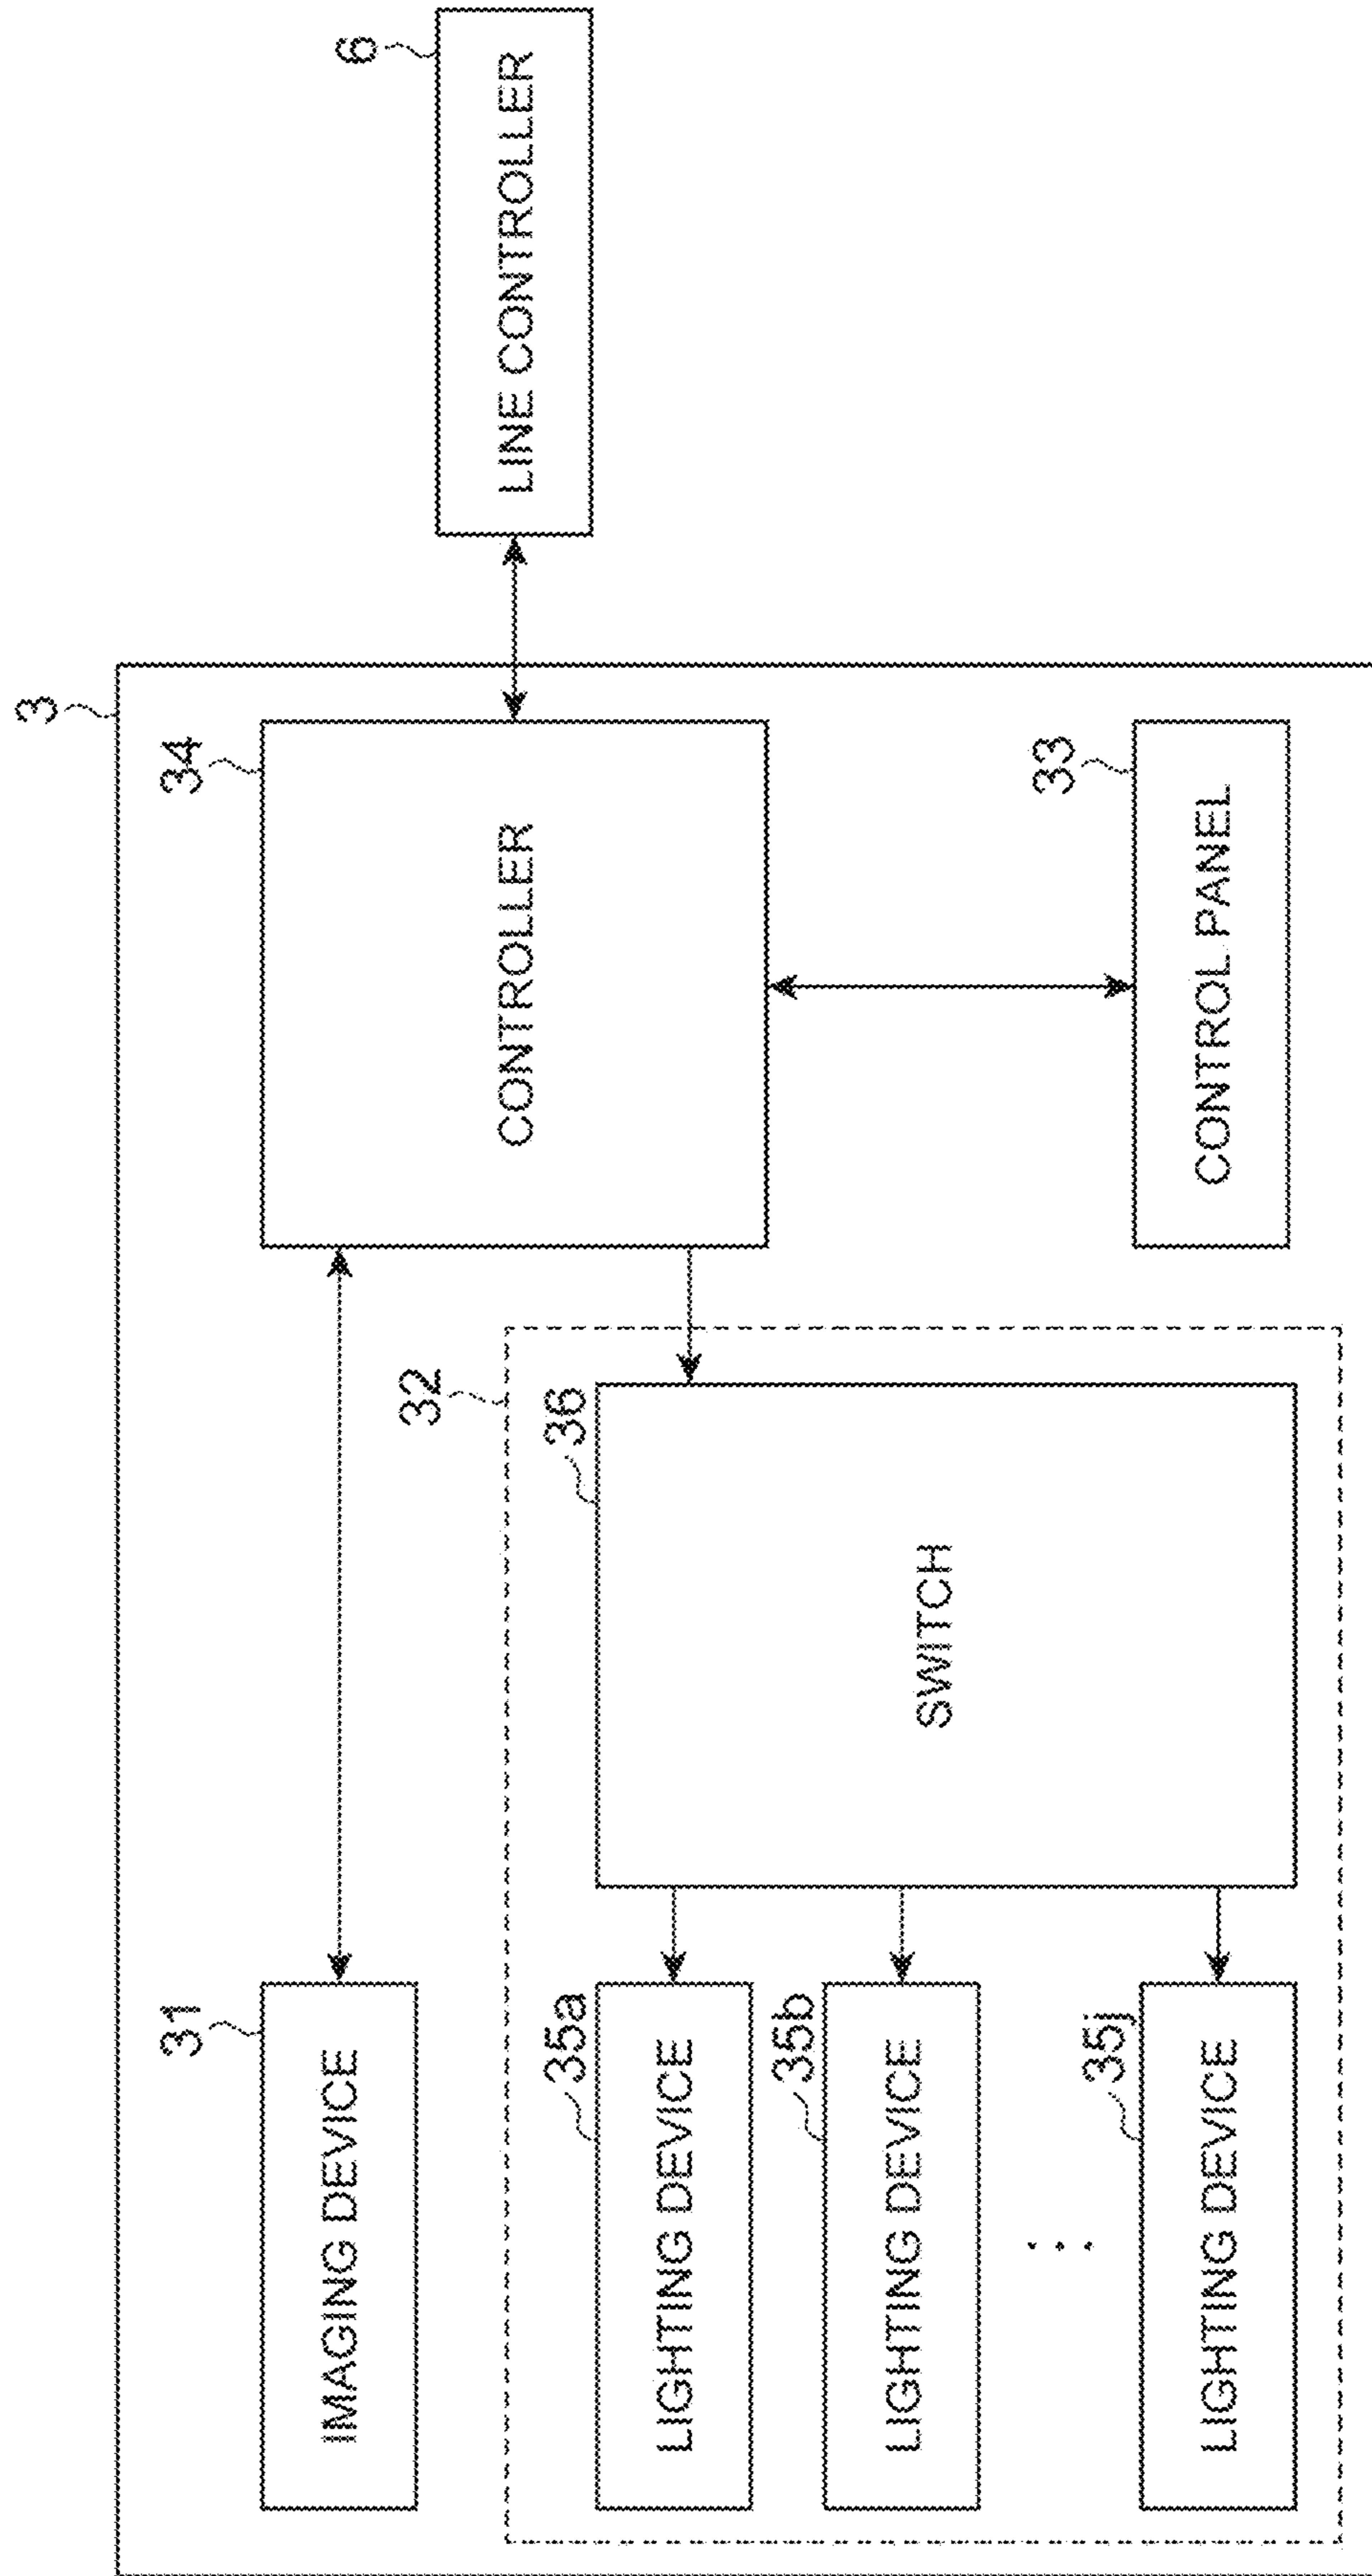 3
31
IMAGING DEVICE
34
CONTROLLER
6
LINE CONTROLLER
32
35a
LIGHTING DEVICE
36
SWITCH
35b
LIGHTING DEVICE
. . .
35j
LIGHTING DEVICE
33
CONTROL PANEL